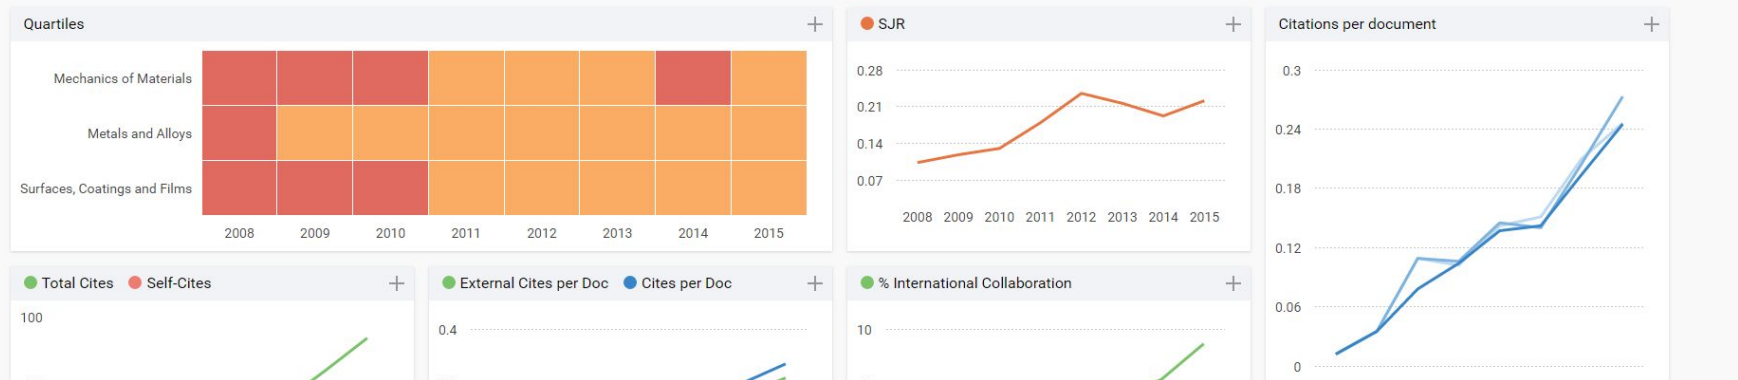 Quartiles
Mechanics of Materials
Metals and Alloys
Surfaces, Coatings and Films
2008 2009 2010 2011 2012 2013 2014 2015
SJR
0.28
0.21
0.14
0.07
2008 2009 2010 2011 2012 2013 2014 2015
Citations per document
0.3
0.24
0.18
0.12
0.06
0
Total Cites Self-Cites
100
External Cites per Doc Cites per Doc
0.4
% International Collaboration
10